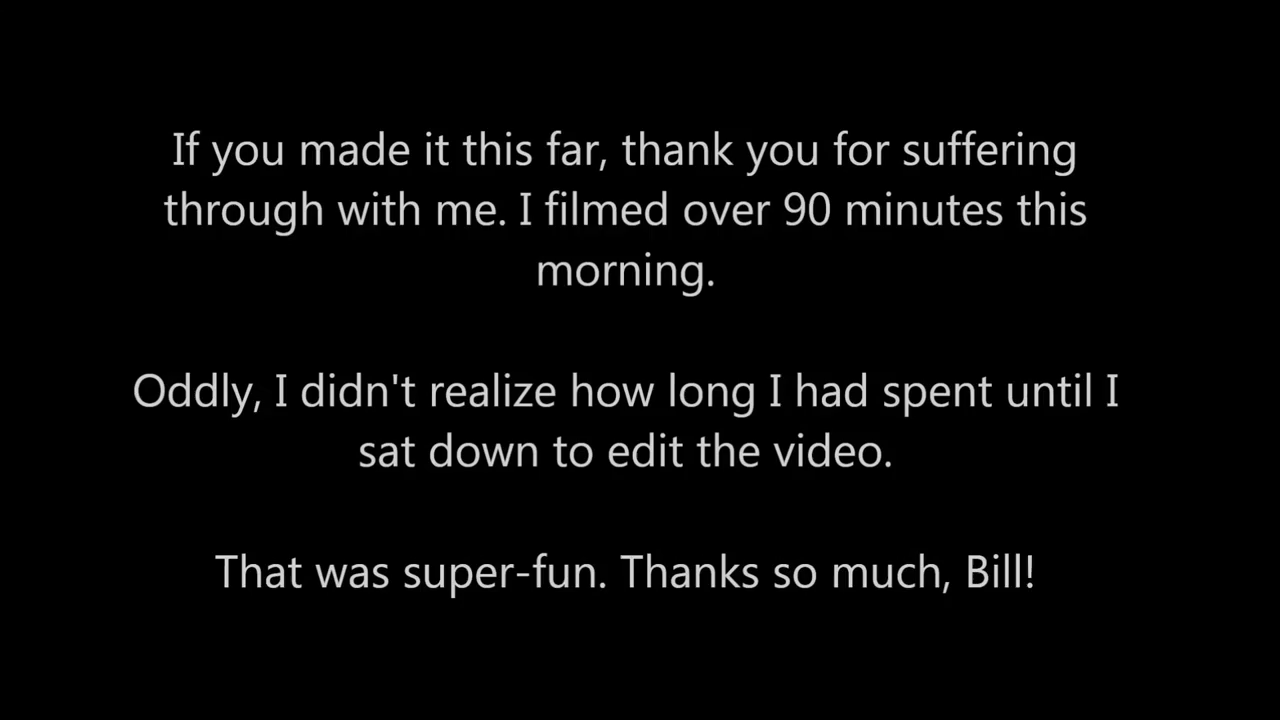 If you made it this far, thank you for suffering
through with me. I filmed over 90 minutes this
morning.
Oddly, I didn't realize how long I had spent until I
sat down to edit the video.
That was super-fun. Thanks so much, Bill!